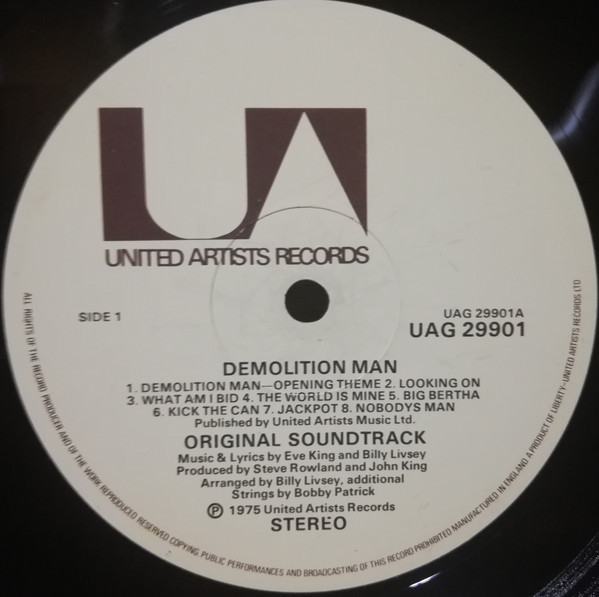 UA
UNITED ARTISTS RECORDS
SIDE 1
UAG 29901A
UAG 29901
DEMOLITION MAN
1. DEMOLITION MAN—OPENING THEME 2. LOOKING ON
3. WHAT AM I BID 4. THE WORLD IS MINE 5. BIG BERTHA
6. KICK THE CAN 7. JACKPOT 8. NOBODYS MAN
Published by United Artists Music Ltd.
ORIGINAL SOUNDTRACK
Music & Lyrics by Eve King and Billy Livsey
Produced by Steve Rowland and John King
Arranged by Billy Livsey, additional
Strings by Bobby Patrick
Ⓟ 1975 United Artists Records
STEREO
ALL RIGHTS OF THE RECORD PRODUCER AND OF THE WORK REPRODUCED RESERVED COPYING, PUBLIC PERFORMANCES AND BROADCASTING OF THIS RECORD PROHIBITED MANUFACTURED IN ENGLAND. A PRODUCT OF LIBERTY–UNITED ARTISTS RECORDS LTD